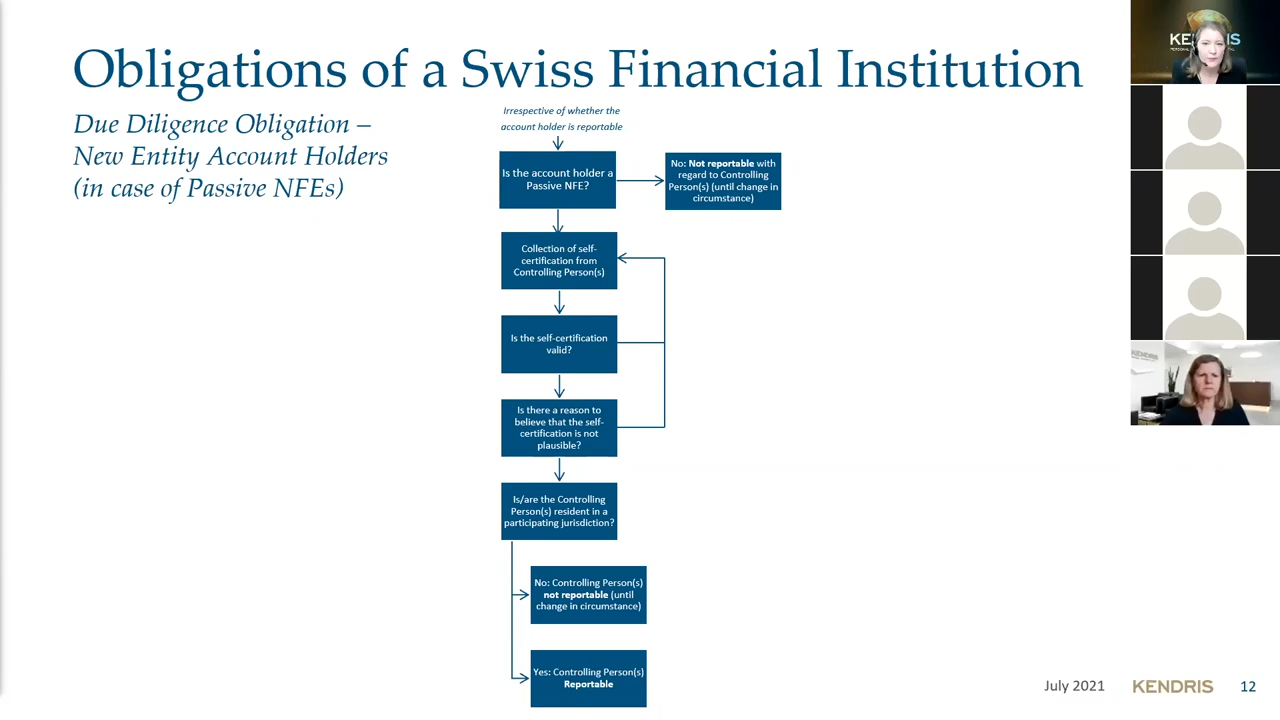 Obligations of a Swiss Financial Institution
Due Diligence Obligation –
New Entity Account Holders
(in case of Passive NFEs)
Irrespective of whether the
account holder is reportable
Is the account holder a
Passive NFE?
No: Not reportable with
regard to Controlling
Person(s) (until change in
circumstance)
Collection of self-
certification from
Controlling Person(s)
Is the self-certification
valid?
Is there a reason to
believe that the self-
certification is not
plausible?
Is/are the Controlling
Person(s) resident in a
participating jurisdiction?
No: Controlling Person(s)
not reportable (until
change in circumstance)
Yes: Controlling Person(s)
Reportable
July 2021
KENDRIS
12
KENDRIS